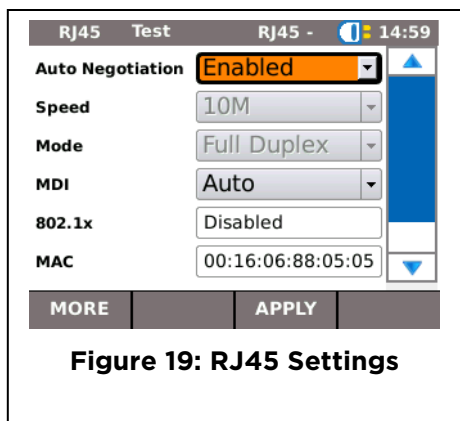 RJ45 Test RJ45 - 14:59
Auto Negotiation Enabled
Speed 10M
Mode Full Duplex
MDI Auto
802.1x Disabled
MAC 00:16:06:88:05:05
MORE APPLY
Figure 19: RJ45 Settings